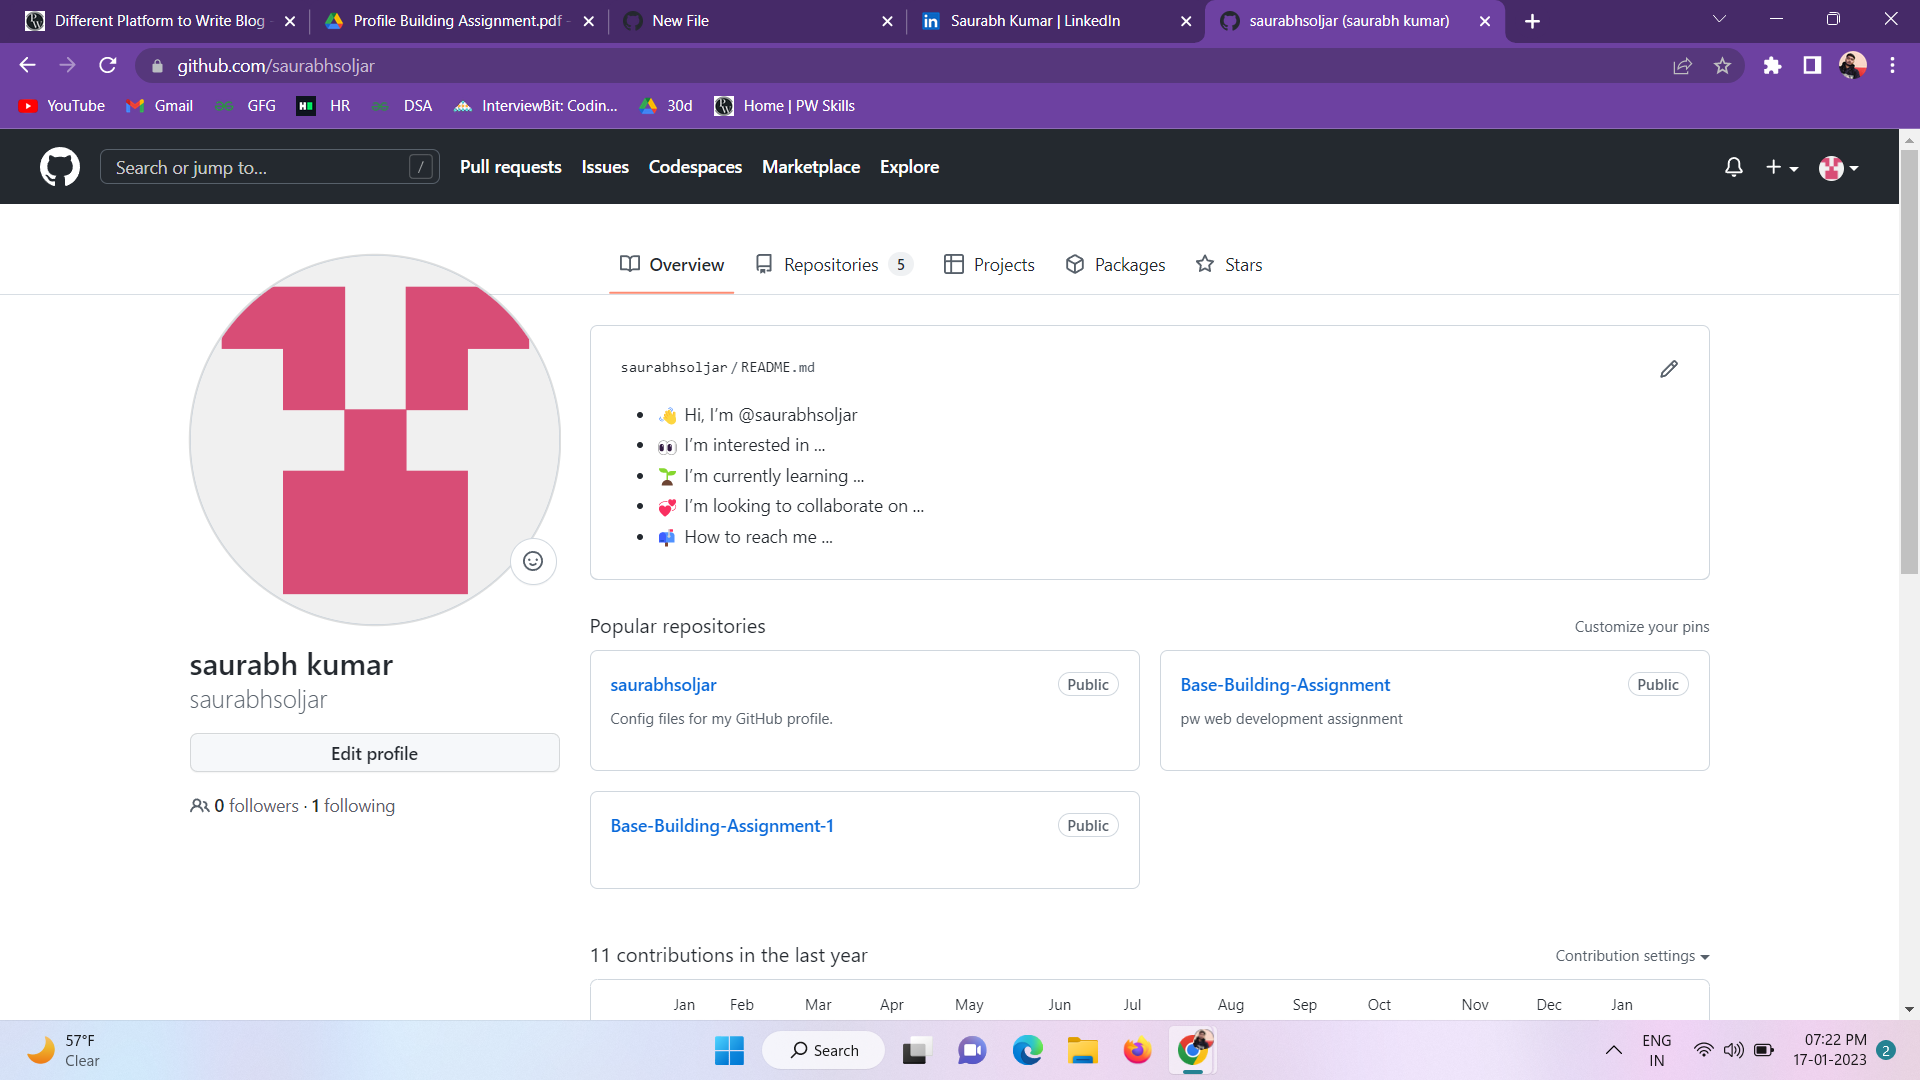 Different Platform to Write Blog
Profile Building Assignment.pdf -
New File
Saurabh Kumar | LinkedIn
saurabhsoljar (saurabh kumar)
github.com/saurabhsoljar
YouTube
Gmail
GFG
HR
DSA
InterviewBit: Codin...
30d
Home | PW Skills
Search or jump to... /
Pull requests
Issues
Codespaces
Marketplace
Explore
Overview
Repositories 5
Projects
Packages
Stars
saurabhsoljar / README.md
👋 Hi, I’m @saurabhsoljar
👀 I’m interested in ...
🌱 I’m currently learning ...
💞️ I’m looking to collaborate on ...
📫 How to reach me ...
saurabh kumar
saurabhsoljar
Edit profile
0 followers · 1 following
Popular repositories
Customize your pins
saurabhsoljar Public
Config files for my GitHub profile.
Base-Building-Assignment Public
pw web development assignment
Base-Building-Assignment-1 Public
11 contributions in the last year
Contribution settings
Jan Feb Mar Apr May Jun Jul Aug Sep Oct Nov Dec Jan
57°F
Clear
Search
ENG
IN
07:22 PM
17-01-2023
2